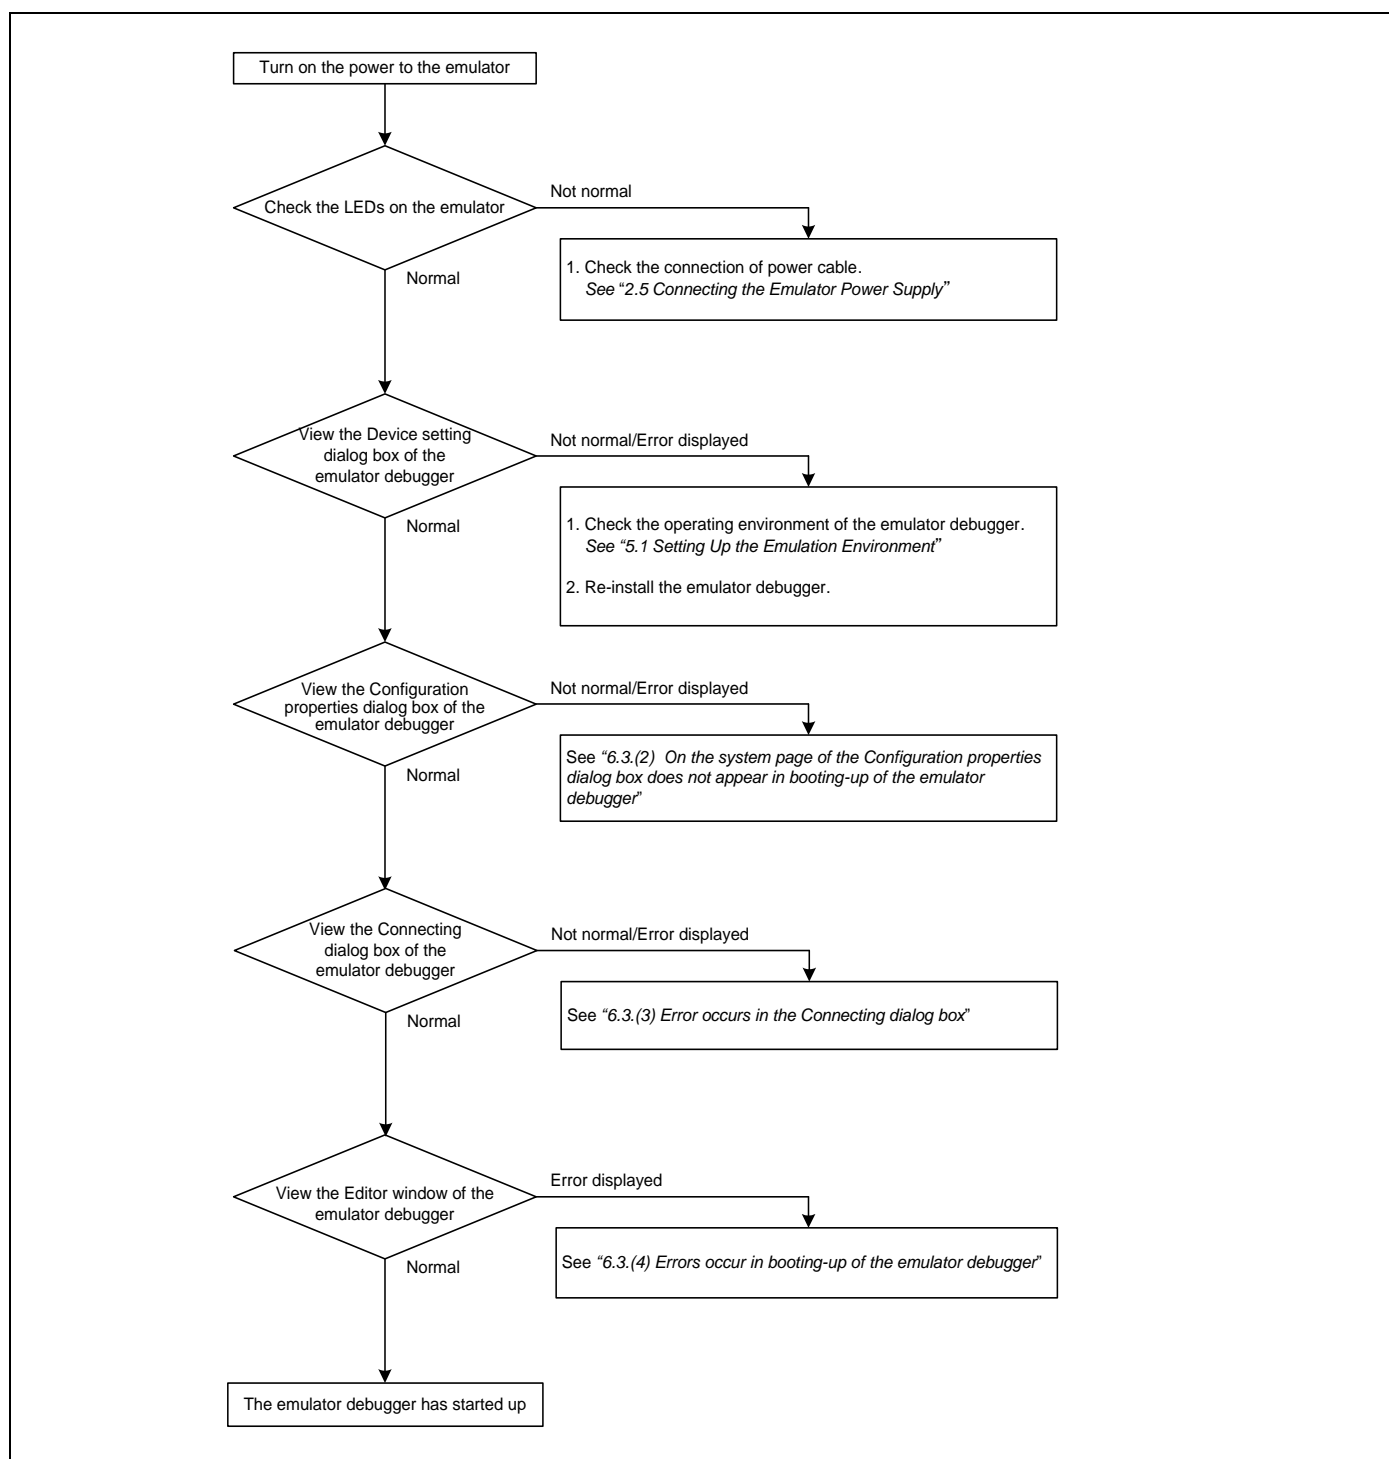 Turn on the power to the emulator
Check the LEDs on the emulator
Not normal
1. Check the connection of power cable.
See “2.5 Connecting the Emulator Power Supply”
Normal
View the Device setting
dialog box of the
emulator debugger
Not normal/Error displayed
1. Check the operating environment of the emulator debugger.
See “5.1 Setting Up the Emulation Environment”
2. Re-install the emulator debugger.
Normal
View the Configuration
properties dialog box of the
emulator debugger
Not normal/Error displayed
See “6.3.(2)  On the system page of the Configuration properties
dialog box does not appear in booting-up of the emulator
debugger”
Normal
View the Connecting
dialog box of the
emulator debugger
Not normal/Error displayed
See “6.3.(3) Error occurs in the Connecting dialog box”
Normal
View the Editor window of the
emulator debugger
Error displayed
See “6.3.(4) Errors occur in booting-up of the emulator debugger”
Normal
The emulator debugger has started up